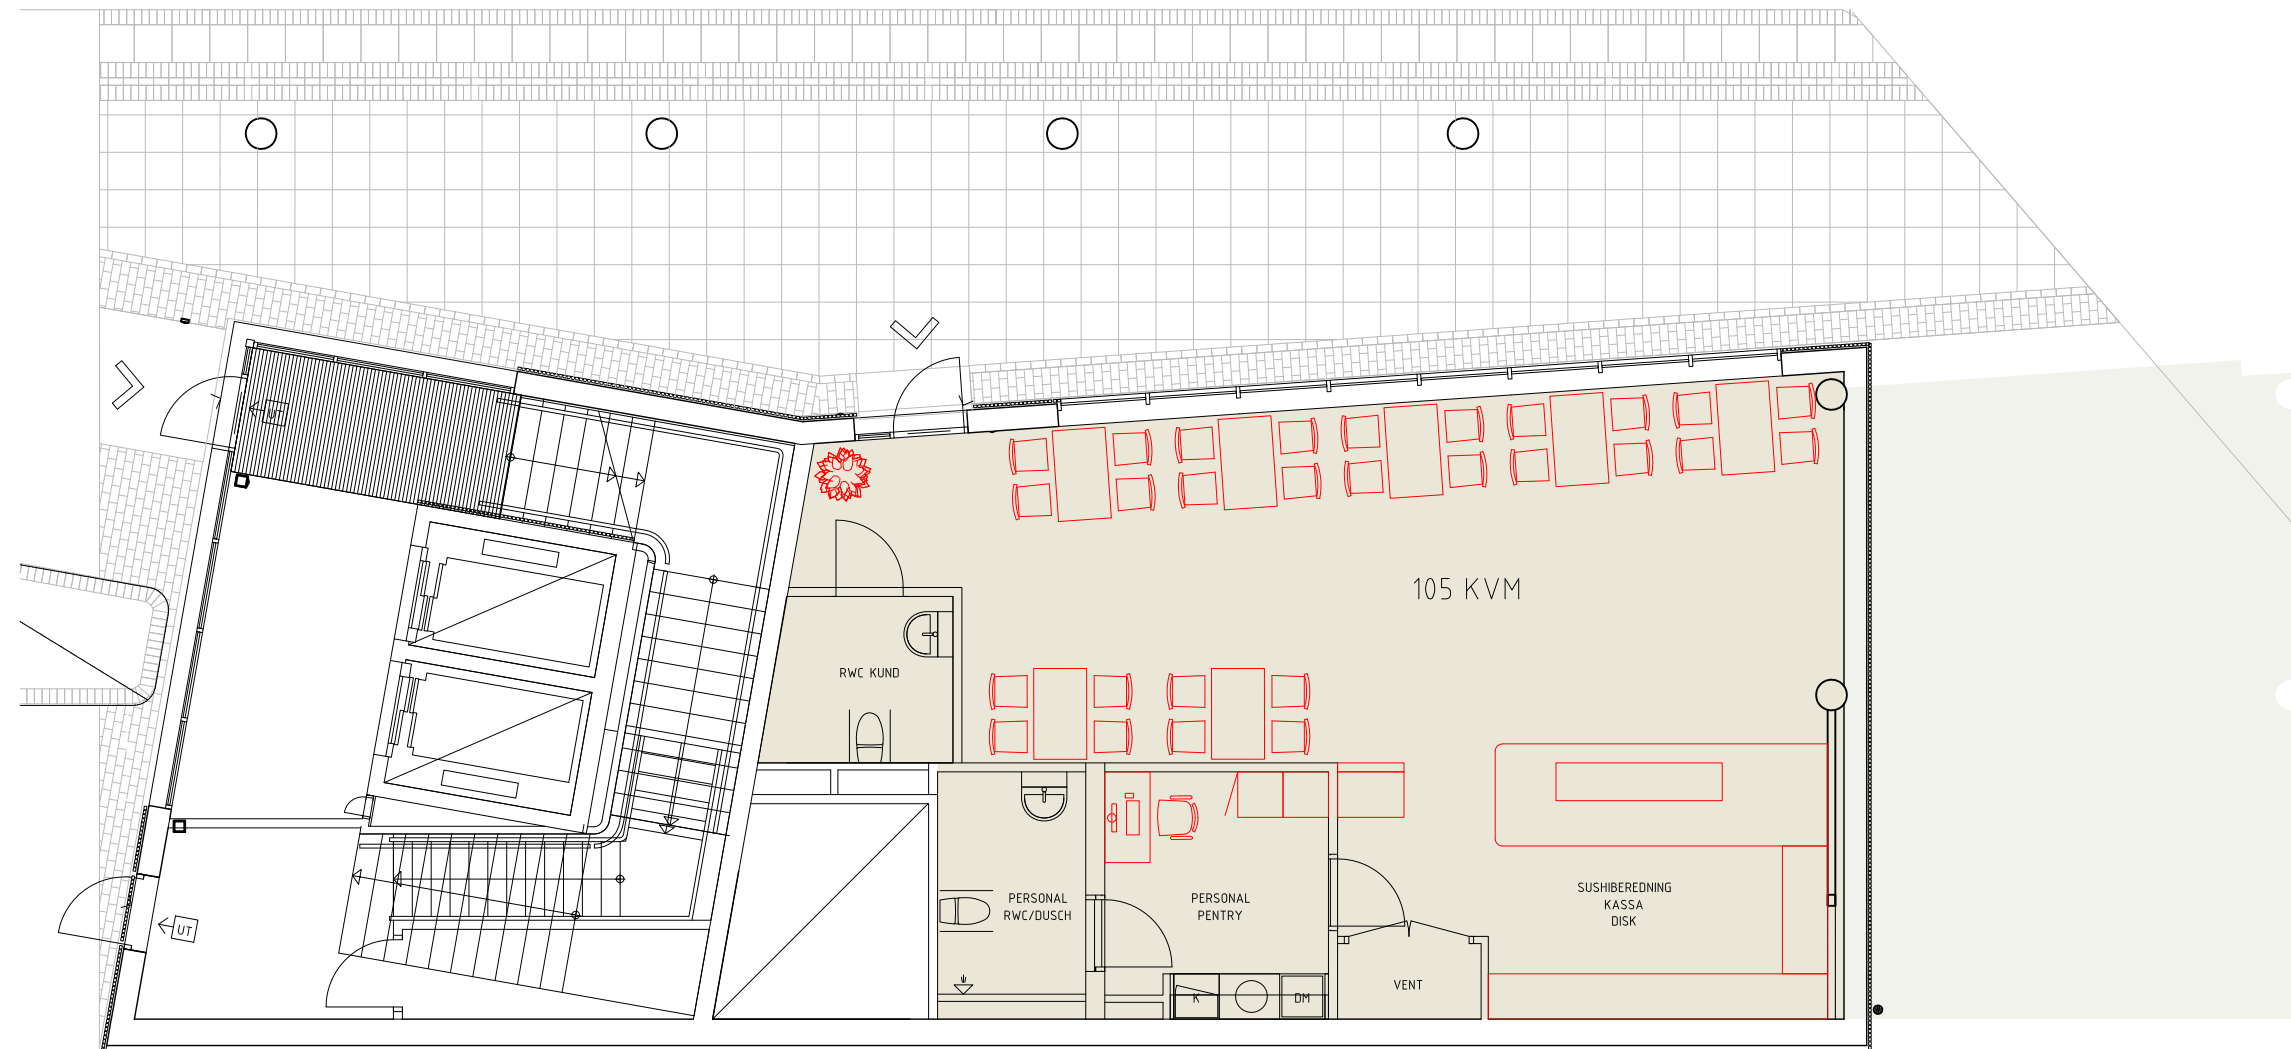 UT
105 KVM
RWC KUND
SUSHIBEREDNING
KASSA
DISK
PERSONAL
RWC/DUSCH
PERSONAL
PENTRY
UT
VENT
K
DM